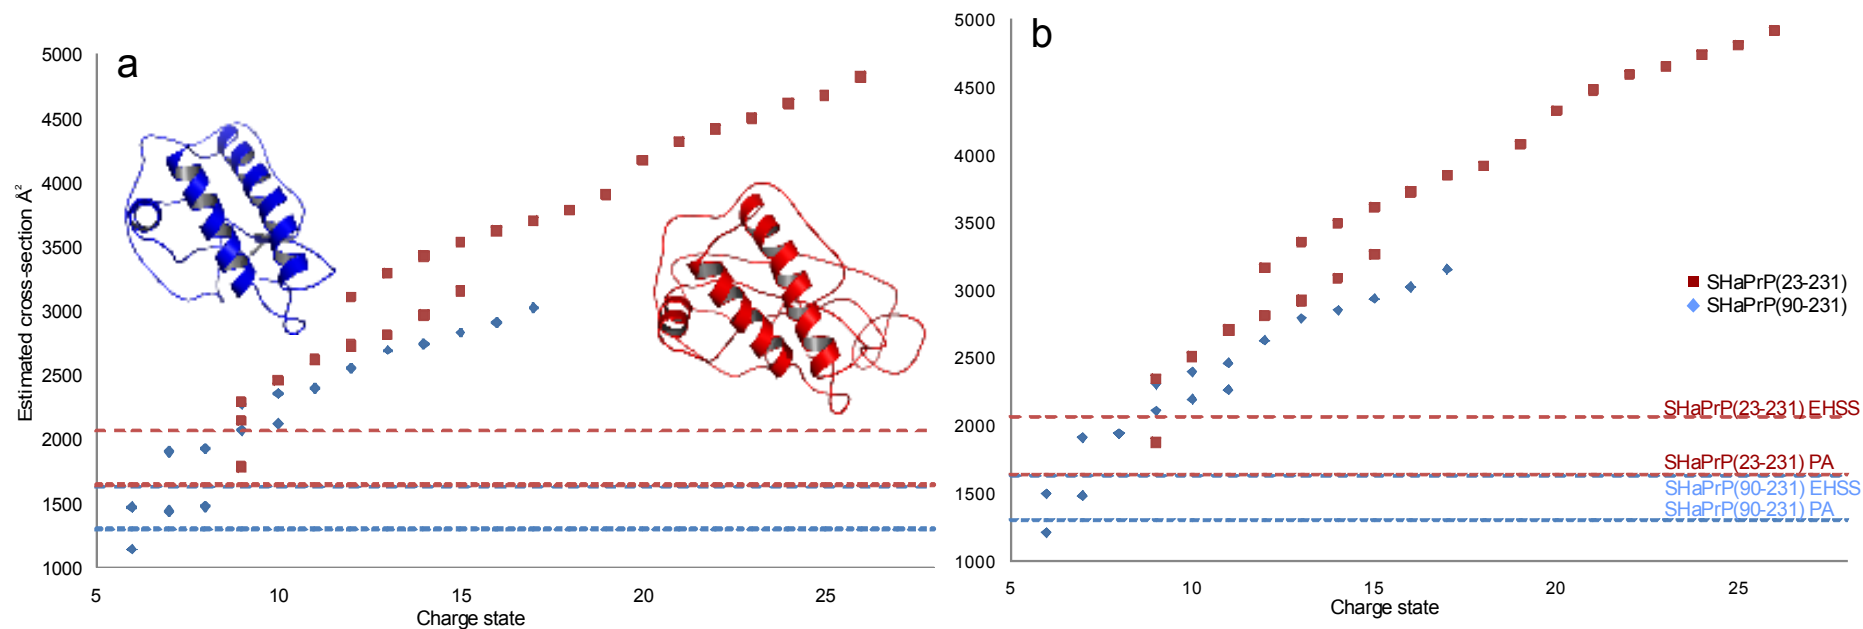 a
5000
4500
4000
3500
3000
2500
2000
1500
1000
Estimated cross-section Å²
5 10 15 20 25
Charge state
b
5000
4500
4000
3500
3000
2500
2000
1500
1000
SHaPrP(23-231)
SHaPrP(90-231)
SHaPrP(23-231) EHSS
SHaPrP(23-231) PA
SHaPrP(90-231) EHSS
SHaPrP(90-231) PA
5 10 15 20 25
Charge state